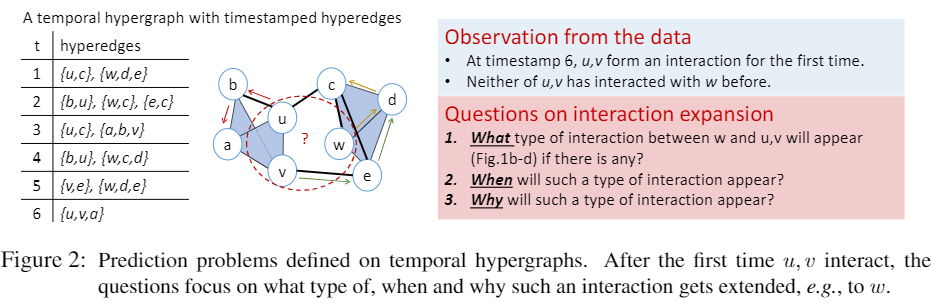 A temporal hypergraph with timestamped hyperedges
t hyperedges
1 {u,c}, {w,d,e}
2 {b,u}, {w,c}, {e,c}
3 {u,c}, {a,b,v}
4 {b,u}, {w,c,d}
5 {v,e}, {w,d,e}
6 {u,v,a}
b
c
d
u
?
a
w
v
e
Observation from the data
• At timestamp 6, u,v form an interaction for the first time.
• Neither of u,v has interacted with w before.
Questions on interaction expansion
1. What type of interaction between w and u,v will appear
(Fig.1b-d) if there is any?
2. When will such a type of interaction appear?
3. Why will such a type of interaction appear?
Figure 2: Prediction problems defined on temporal hypergraphs. After the first time u, v interact, the
questions focus on what type of, when and why such an interaction gets extended, e.g., to w.